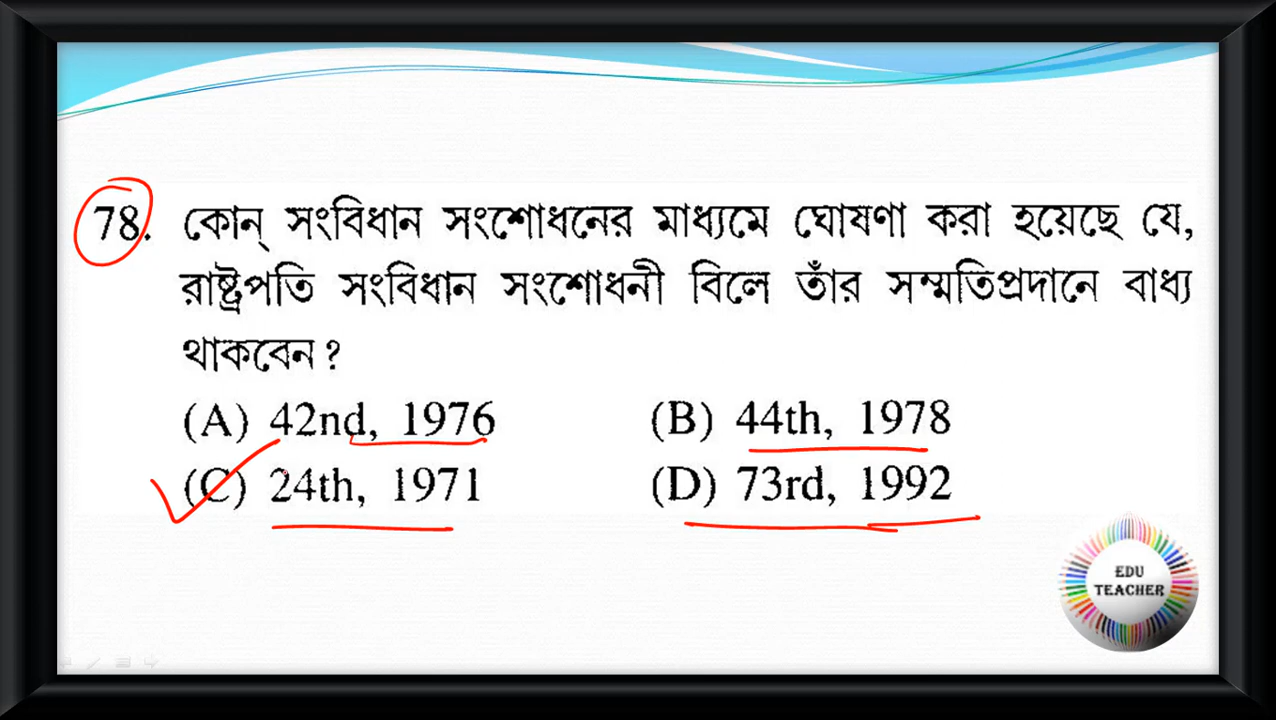 78. কোন্ সংবিধান সংশোধনের মাধ্যমে ঘোষণা করা হয়েছে যে,
রাষ্ট্রপতি সংবিধান সংশোধনী বিলে তাঁর সম্মতিপ্রদানে বাধ্য
থাকবেন?
(A) 42nd, 1976 (B) 44th, 1978
(C) 24th, 1971 (D) 73rd, 1992
EDU
TEACHER